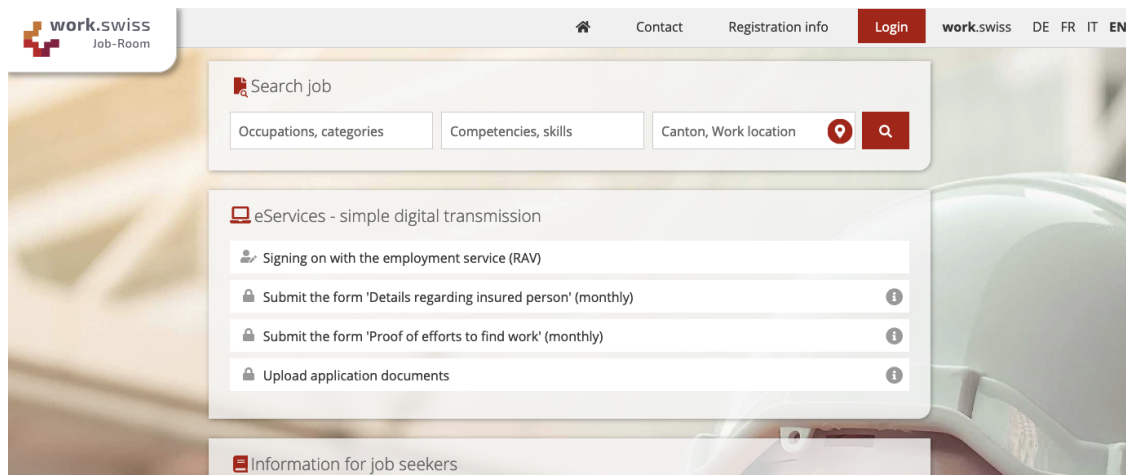 work.swiss
Job-Room
Contact
Registration info
Login
work.swiss
DE FR IT EN
Search job
Occupations, categories
Competencies, skills
Canton, Work location
eServices - simple digital transmission
Signing on with the employment service (RAV)
Submit the form 'Details regarding insured person' (monthly)
Submit the form 'Proof of efforts to find work' (monthly)
Upload application documents
Information for job seekers